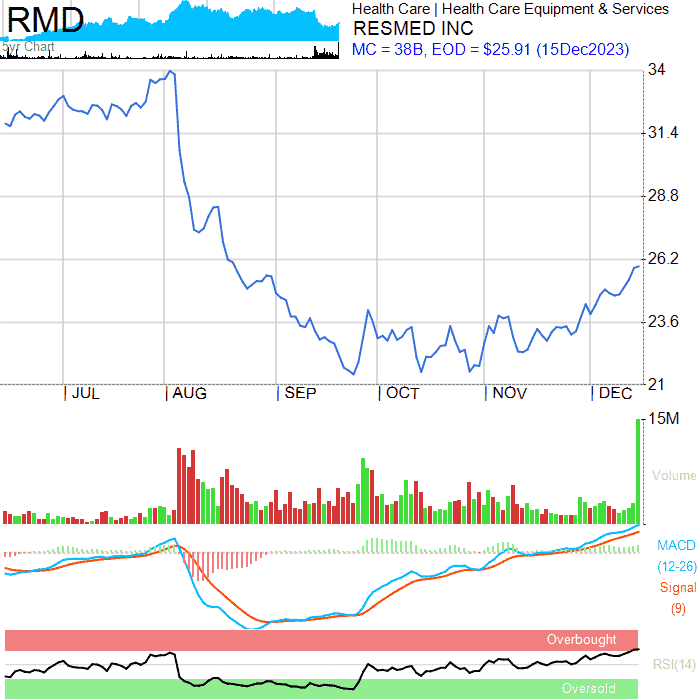 RMD
5yr Chart
Health Care | Health Care Equipment & Services
RESMED INC
MC = 38B, EOD = $25.91 (15Dec2023)
34
31.4
28.8
26.2
23.6
21
JUL AUG SEP OCT NOV DEC
15M
Volume
MACD
(12-26)
Signal
(9)
Overbought
RSI(14)
Oversold